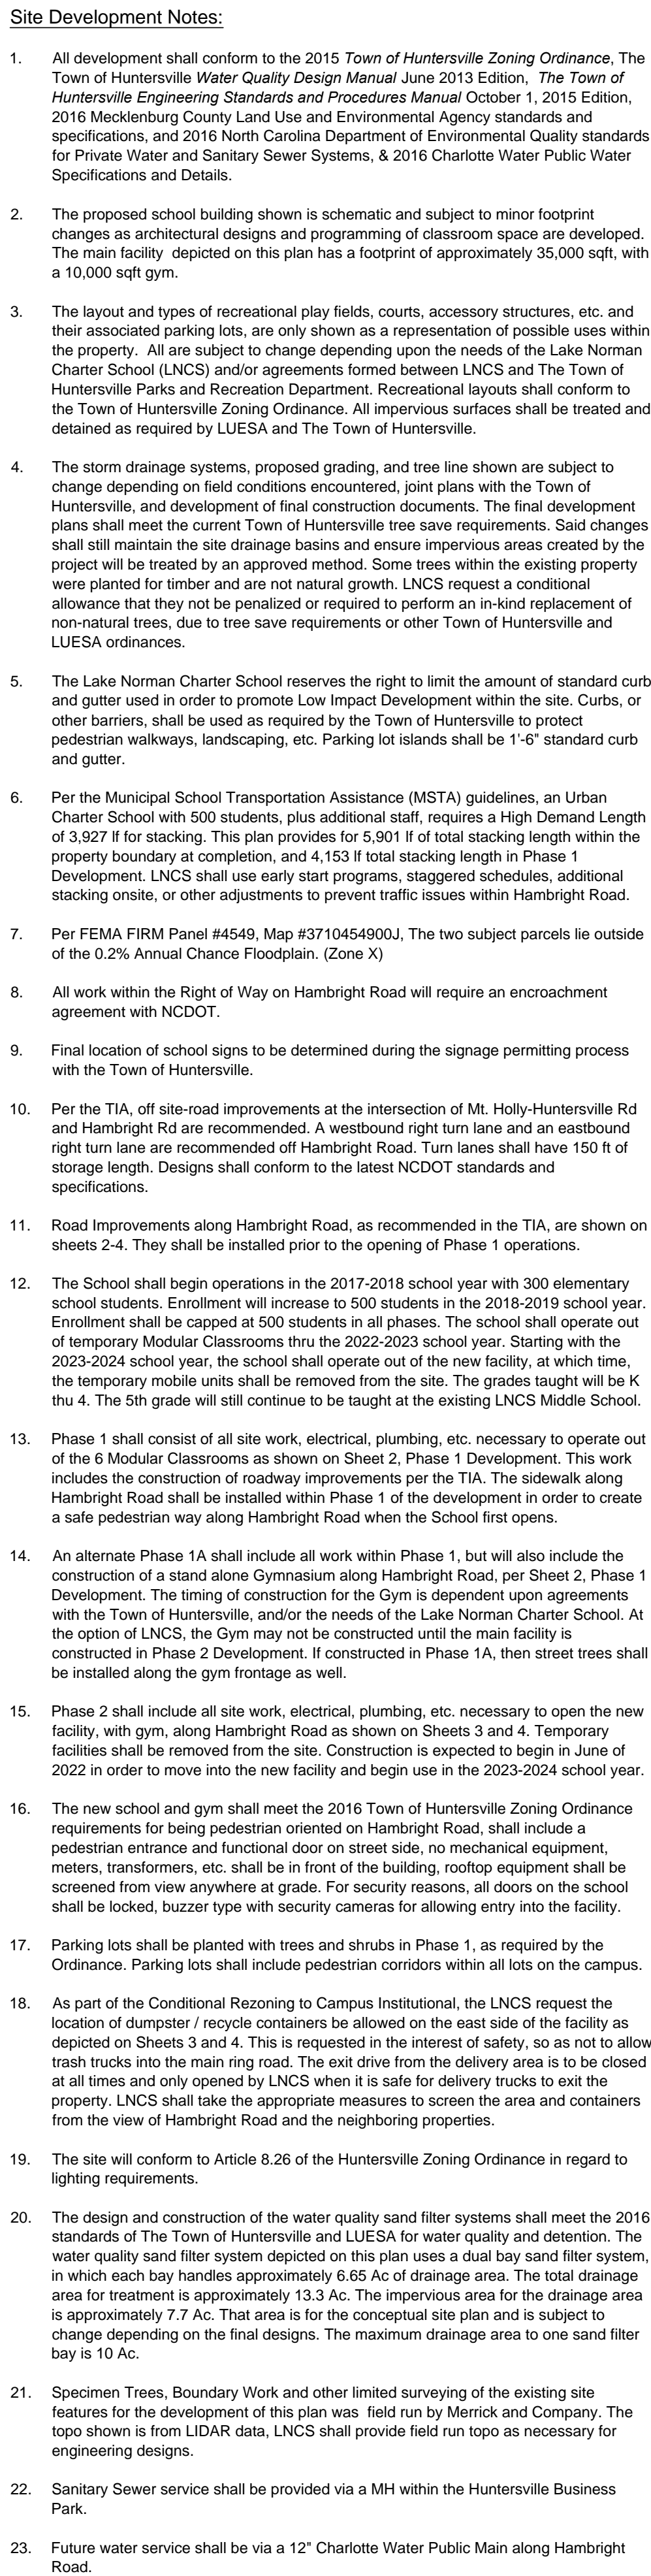 Site Development Notes:
1. All development shall conform to the 2015 Town of Huntersville Zoning Ordinance, The
Town of Huntersville Water Quality Design Manual June 2013 Edition, The Town of
Huntersville Engineering Standards and Procedures Manual October 1, 2015 Edition,
2016 Mecklenburg County Land Use and Environmental Agency standards and
specifications, and 2016 North Carolina Department of Environmental Quality standards
for Private Water and Sanitary Sewer Systems, & 2016 Charlotte Water Public Water
Specifications and Details.
2. The proposed school building shown is schematic and subject to minor footprint
changes as architectural designs and programming of classroom space are developed.
The main facility depicted on this plan has a footprint of approximately 35,000 sqft, with
a 10,000 sqft gym.
3. The layout and types of recreational play fields, courts, accessory structures, etc. and
their associated parking lots, are only shown as a representation of possible uses within
the property. All are subject to change depending upon the needs of the Lake Norman
Charter School (LNCS) and/or agreements formed between LNCS and The Town of
Huntersville Parks and Recreation Department. Recreational layouts shall conform to
the Town of Huntersville Zoning Ordinance. All impervious surfaces shall be treated and
detained as required by LUESA and The Town of Huntersville.
4. The storm drainage systems, proposed grading, and tree line shown are subject to
change depending on field conditions encountered, joint plans with the Town of
Huntersville, and development of final construction documents. The final development
plans shall meet the current Town of Huntersville tree save requirements. Said changes
shall still maintain the site drainage basins and ensure impervious areas created by the
project will be treated by an approved method. Some trees within the existing property
were planted for timber and are not natural growth. LNCS request a conditional
allowance that they not be penalized or required to perform an in-kind replacement of
non-natural trees, due to tree save requirements or other Town of Huntersville and
LUESA ordinances.
5. The Lake Norman Charter School reserves the right to limit the amount of standard curb
and gutter used in order to promote Low Impact Development within the site. Curbs, or
other barriers, shall be used as required by the Town of Huntersville to protect
pedestrian walkways, landscaping, etc. Parking lot islands shall be 1'-6" standard curb
and gutter.
6. Per the Municipal School Transportation Assistance (MSTA) guidelines, an Urban
Charter School with 500 students, plus additional staff, requires a High Demand Length
of 3,927 lf for stacking. This plan provides for 5,901 lf of total stacking length within the
property boundary at completion, and 4,153 lf total stacking length in Phase 1
Development. LNCS shall use early start programs, staggered schedules, additional
stacking onsite, or other adjustments to prevent traffic issues within Hambright Road.
7. Per FEMA FIRM Panel #4549, Map #3710454900J, The two subject parcels lie outside
of the 0.2% Annual Chance Floodplain. (Zone X)
8. All work within the Right of Way on Hambright Road will require an encroachment
agreement with NCDOT.
9. Final location of school signs to be determined during the signage permitting process
with the Town of Huntersville.
10. Per the TIA, off site-road improvements at the intersection of Mt. Holly-Huntersville Rd
and Hambright Rd are recommended. A westbound right turn lane and an eastbound
right turn lane are recommended off Hambright Road. Turn lanes shall have 150 ft of
storage length. Designs shall conform to the latest NCDOT standards and
specifications.
11. Road Improvements along Hambright Road, as recommended in the TIA, are shown on
sheets 2-4. They shall be installed prior to the opening of Phase 1 operations.
12. The School shall begin operations in the 2017-2018 school year with 300 elementary
school students. Enrollment will increase to 500 students in the 2018-2019 school year.
Enrollment shall be capped at 500 students in all phases. The school shall operate out
of temporary Modular Classrooms thru the 2022-2023 school year. Starting with the
2023-2024 school year, the school shall operate out of the new facility, at which time,
the temporary mobile units shall be removed from the site. The grades taught will be K
thu 4. The 5th grade will still continue to be taught at the existing LNCS Middle School.
13. Phase 1 shall consist of all site work, electrical, plumbing, etc. necessary to operate out
of the 6 Modular Classrooms as shown on Sheet 2, Phase 1 Development. This work
includes the construction of roadway improvements per the TIA. The sidewalk along
Hambright Road shall be installed within Phase 1 of the development in order to create
a safe pedestrian way along Hambright Road when the School first opens.
14. An alternate Phase 1A shall include all work within Phase 1, but will also include the
construction of a stand alone Gymnasium along Hambright Road, per Sheet 2, Phase 1
Development. The timing of construction for the Gym is dependent upon agreements
with the Town of Huntersville, and/or the needs of the Lake Norman Charter School. At
the option of LNCS, the Gym may not be constructed until the main facility is
constructed in Phase 2 Development. If constructed in Phase 1A, then street trees shall
be installed along the gym frontage as well.
15. Phase 2 shall include all site work, electrical, plumbing, etc. necessary to open the new
facility, with gym, along Hambright Road as shown on Sheets 3 and 4. Temporary
facilities shall be removed from the site. Construction is expected to begin in June of
2022 in order to move into the new facility and begin use in the 2023-2024 school year.
16. The new school and gym shall meet the 2016 Town of Huntersville Zoning Ordinance
requirements for being pedestrian oriented on Hambright Road, shall include a
pedestrian entrance and functional door on street side, no mechanical equipment,
meters, transformers, etc. shall be in front of the building, rooftop equipment shall be
screened from view anywhere at grade. For security reasons, all doors on the school
shall be locked, buzzer type with security cameras for allowing entry into the facility.
17. Parking lots shall be planted with trees and shrubs in Phase 1, as required by the
Ordinance. Parking lots shall include pedestrian corridors within all lots on the campus.
18. As part of the Conditional Rezoning to Campus Institutional, the LNCS request the
location of dumpster / recycle containers be allowed on the east side of the facility as
depicted on Sheets 3 and 4. This is requested in the interest of safety, so as not to allow
trash trucks into the main ring road. The exit drive from the delivery area is to be closed
at all times and only opened by LNCS when it is safe for delivery trucks to exit the
property. LNCS shall take the appropriate measures to screen the area and containers
from the view of Hambright Road and the neighboring properties.
19. The site will conform to Article 8.26 of the Huntersville Zoning Ordinance in regard to
lighting requirements.
20. The design and construction of the water quality sand filter systems shall meet the 2016
standards of The Town of Huntersville and LUESA for water quality and detention. The
water quality sand filter system depicted on this plan uses a dual bay sand filter system,
in which each bay handles approximately 6.65 Ac of drainage area. The total drainage
area for treatment is approximately 13.3 Ac. The impervious area for the drainage area
is approximately 7.7 Ac. That area is for the conceptual site plan and is subject to
change depending on the final designs. The maximum drainage area to one sand filter
bay is 10 Ac.
21. Specimen Trees, Boundary Work and other limited surveying of the existing site
features for the development of this plan was field run by Merrick and Company. The
topo shown is from LIDAR data, LNCS shall provide field run topo as necessary for
engineering designs.
22. Sanitary Sewer service shall be provided via a MH within the Huntersville Business
Park.
23. Future water service shall be via a 12" Charlotte Water Public Main along Hambright
Road.